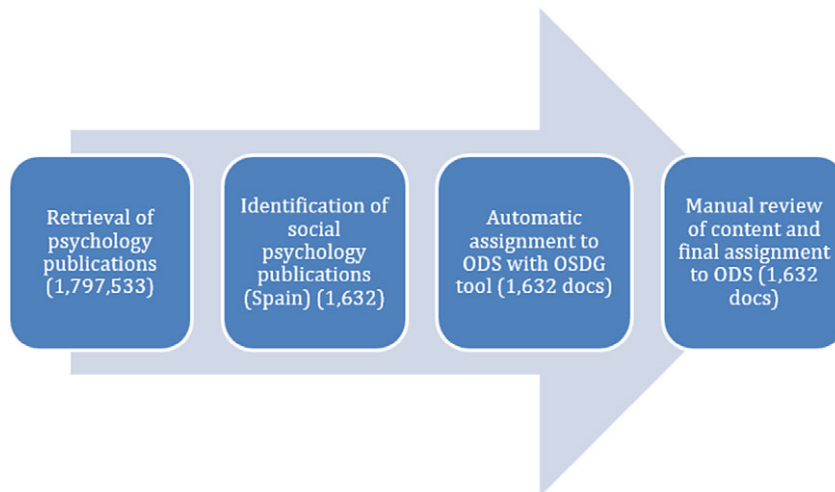 Retrieval of
psychology
publications
(1,797,533)
Identification of
social
psychology
publications
(Spain) (1,632)
Automatic
assignment to
ODS with OSDG
tool (1,632 docs)
Manual review
of content and
final assignment
to ODS (1,632
docs)